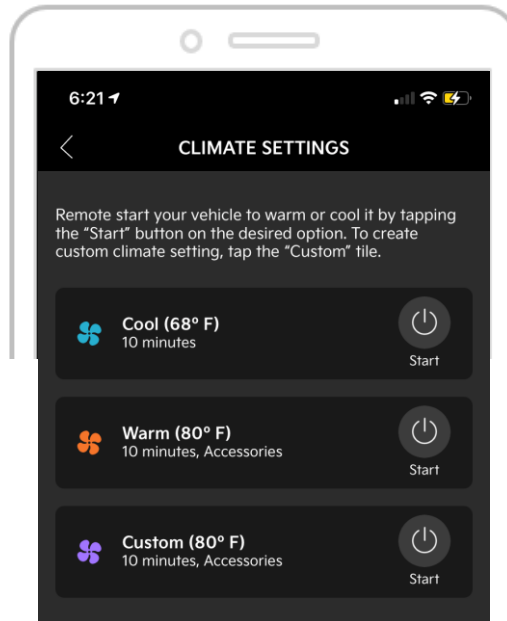 6:21
CLIMATE SETTINGS
Remote start your vehicle to warm or cool it by tapping
the “Start” button on the desired option. To create
custom climate setting, tap the “Custom” tile.
Cool (68° F)
10 minutes
Start
Warm (80° F)
10 minutes, Accessories
Start
Custom (80° F)
10 minutes, Accessories
Start